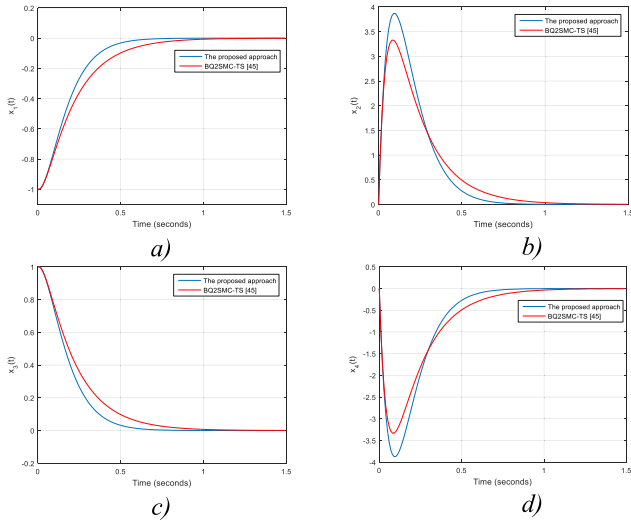 0.2
0
-0.2
-0.4
-0.6
-0.8
-1
x1(t)
0
0.5
1
1.5
Time (seconds)
The proposed approach
BQ2SMC-TS [45]
a)
4
3.5
3
2.5
2
1.5
1
0.5
0
x2(t)
0
0.5
1
1.5
Time (seconds)
The proposed approach
BQ2SMC-TS [45]
b)
1
0.8
0.6
0.4
0.2
0
-0.2
x3(t)
0
0.5
1
1.5
Time (seconds)
The proposed approach
BQ2SMC-TS [45]
c)
0.5
0
-0.5
-1
-1.5
-2
-2.5
-3
-3.5
-4
x4(t)
0
0.5
1
1.5
Time (seconds)
The proposed approach
BQ2SMC-TS [45]
d)